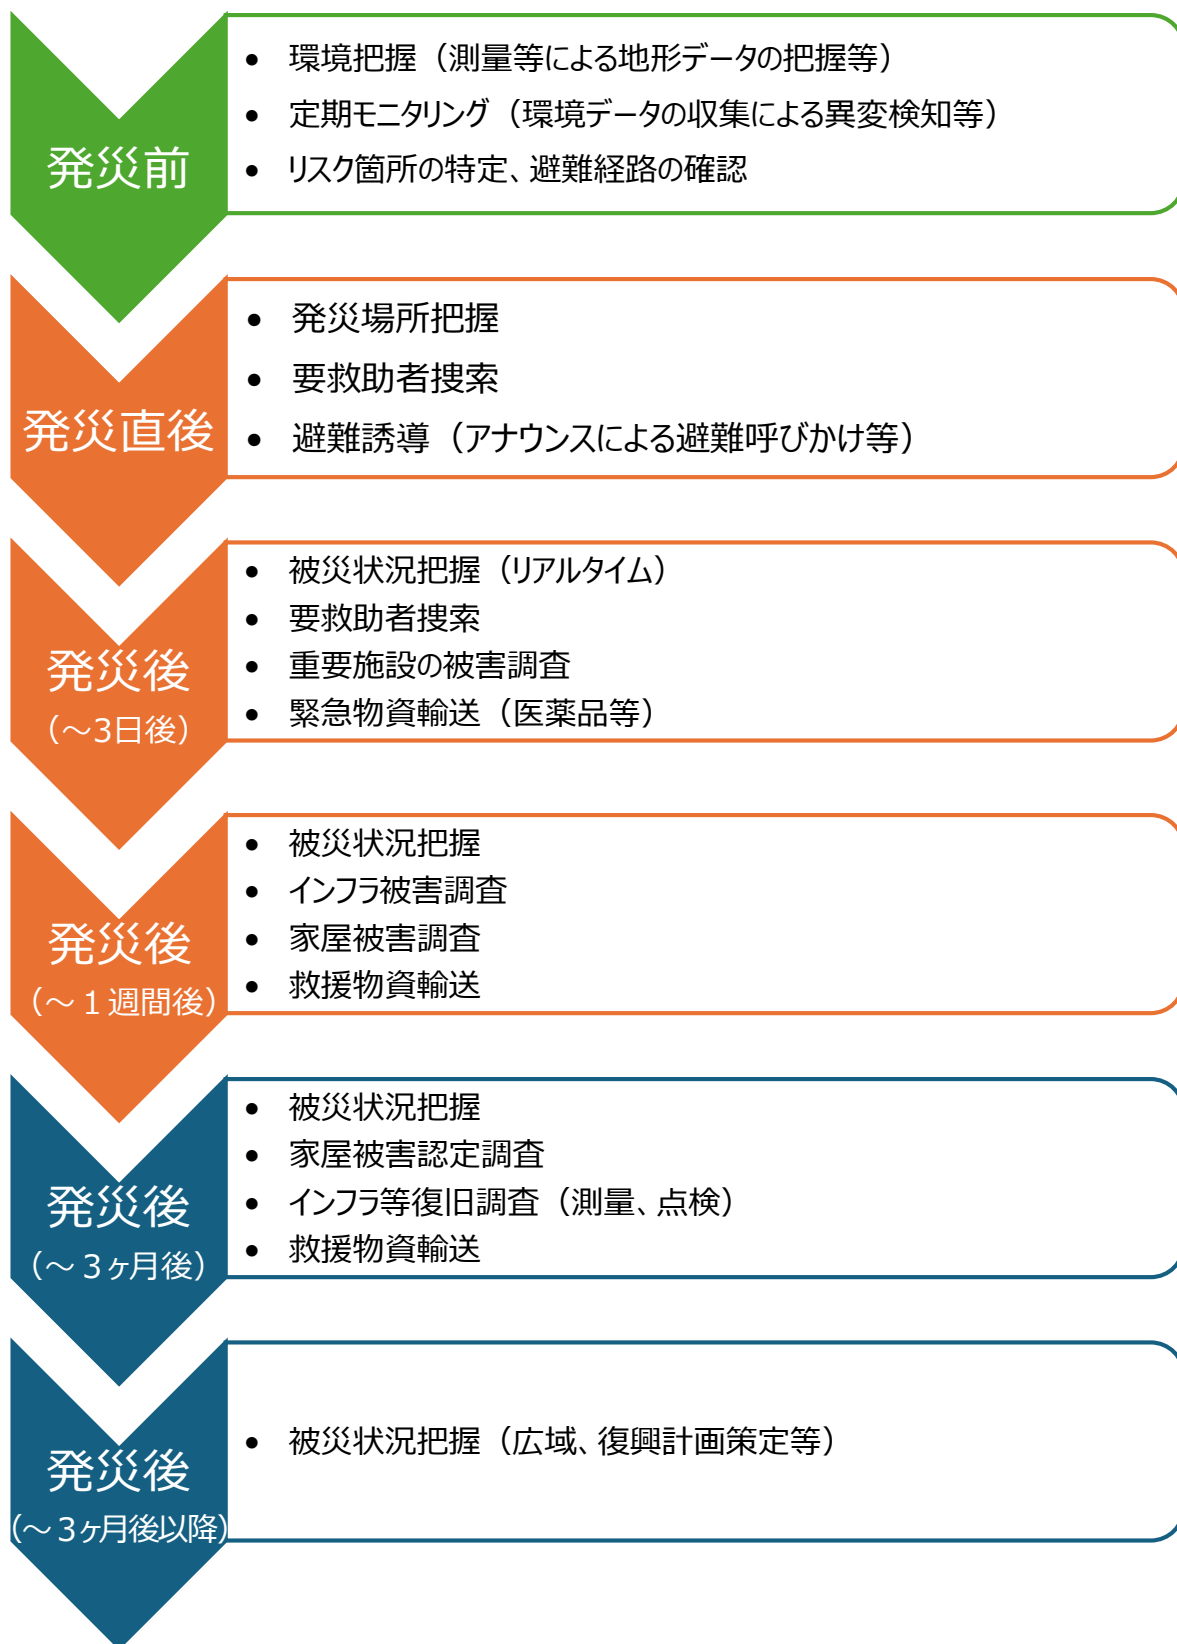 発災前
• 環境把握（測量等による地形データの把握等）
• 定期モニタリング（環境データの収集による異変検知等）
• リスク箇所の特定、避難経路の確認
発災直後
• 発災場所把握
• 要救助者捜索
• 避難誘導（アナウンスによる避難呼びかけ等）
発災後
（～3日後）
• 被災状況把握（リアルタイム）
• 要救助者捜索
• 重要施設の被害調査
• 緊急物資輸送（医薬品等）
発災後
（～１週間後）
• 被災状況把握
• インフラ被害調査
• 家屋被害調査
• 救援物資輸送
発災後
（～３ヶ月後）
• 被災状況把握
• 家屋被害認定調査
• インフラ等復旧調査（測量、点検）
• 救援物資輸送
発災後
（～３ヶ月後以降）
• 被災状況把握（広域、復興計画策定等）